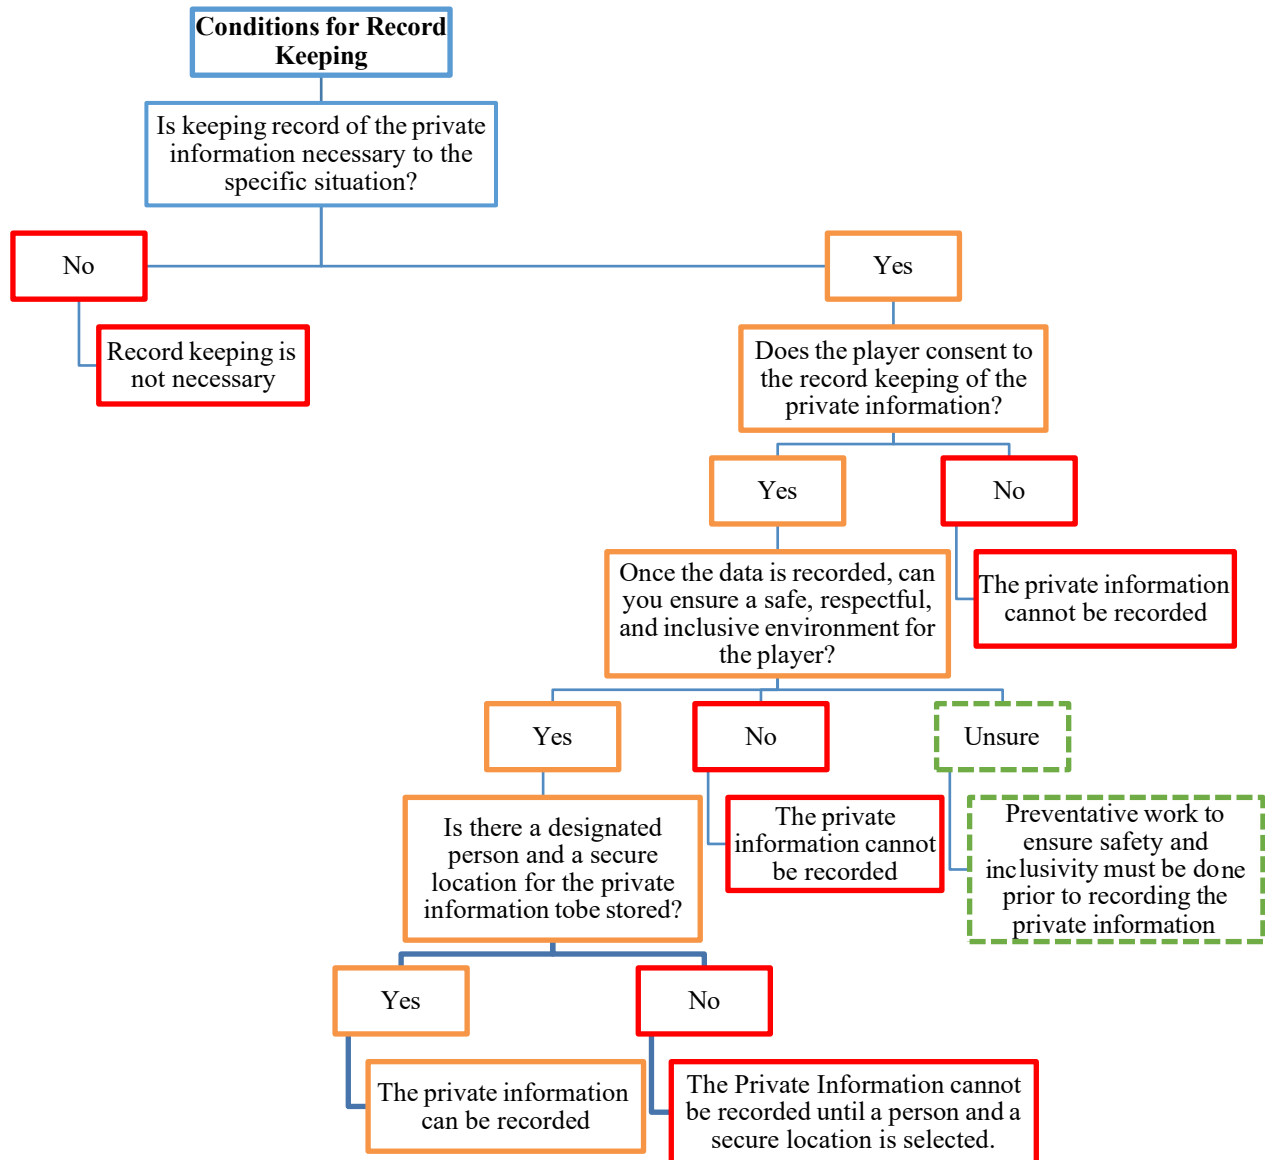 Conditions for Record
Keeping
Is keeping record of the private
information necessary to the
specific situation?
No
Yes
Record keeping is
not necessary
Does the player consent to
the record keeping of the
private information?
Yes
No
Once the data is recorded, can
you ensure a safe, respectful,
and inclusive environment for
the player?
The private information
cannot be recorded
Yes
No
Unsure
Is there a designated
person and a secure
location for the private
information tobe stored?
The private
information cannot
be recorded
Preventative work to
ensure safety and
inclusivity must be done
prior to recording the
private information
Yes
No
The private information
can be recorded
The Private Information cannot
be recorded until a person and a
secure location is selected.